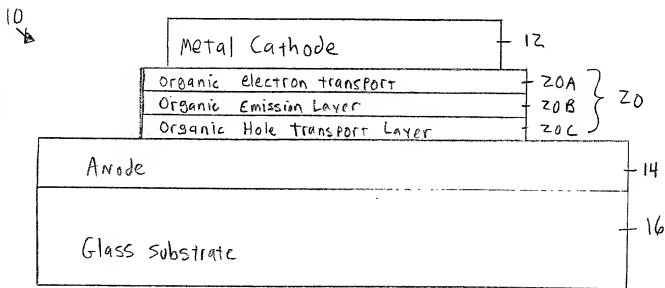 10
Metal Cathode 12
Organic electron transport 20A
Organic Emission Layer 20B 20
Organic Hole transport Layer 20C
Anode 14
Glass substrate 16